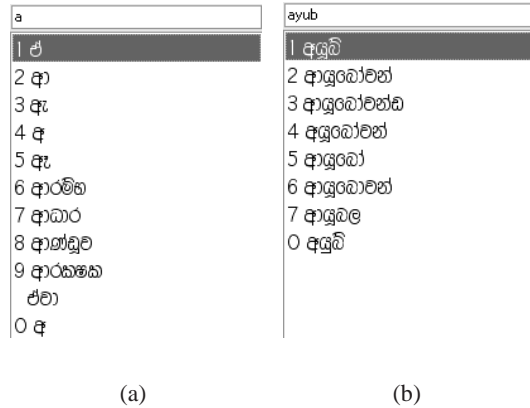 a
1 ඒ
2 ආ
3 ඇ
4 අ
5 ඈ
6 ආරම්භ
7 ආධාර
8 ආණ්ඩුව
9 ආරක්ෂක
ඒවා
0 අ
(a)
ayub
1 අයූබ්
2 ආයුබෝවන්
3 ආයුබෝවන්ඩ
4 අයුබෝවන්
5 ආයුබෝ
6 ආයුබොවන්
7 ආයුබල
0 අයුබ්
(b)